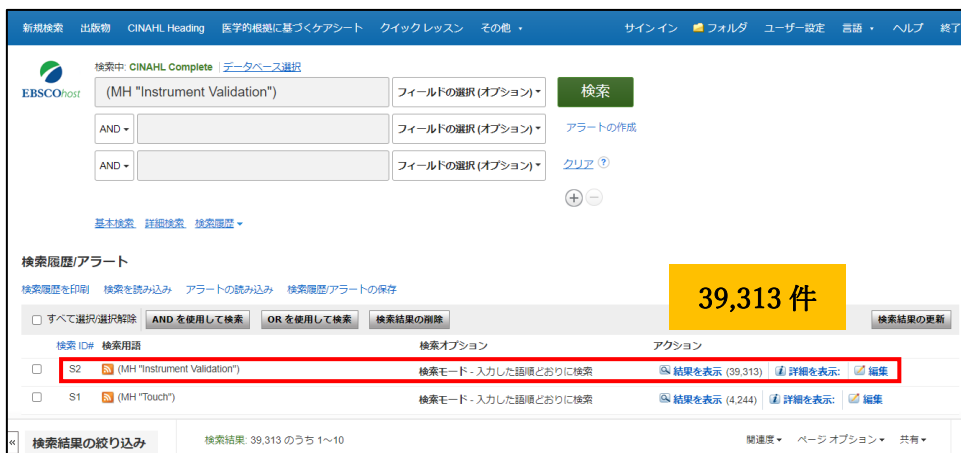 新規検索 出版物 CINAHL Heading 医学的根拠に基づくケアシート クイック レッスン その他 サイン イン フォルダ ユーザー設定 言語 ヘルプ 終了
検索中: CINAHL Complete データベース選択
EBSCOhost (MH "Instrument Validation") フィールドの選択 (オプション) 検索
AND フィールドの選択 (オプション) アラートの作成
AND フィールドの選択 (オプション) クリア ?
基本検索 詳細検索 検索履歴
検索履歴/アラート
検索履歴を印刷 検索を読み込み アラートの読み込み 検索履歴/アラートの保存
39,313 件
すべて選択/選択解除 AND を使用して検索 OR を使用して検索 検索結果の削除 検索結果の更新
検索 ID# 検索用語 検索オプション アクション
S2 (MH "Instrument Validation") 検索モード - 入力した語順どおりに検索 結果を表示 (39,313) 詳細を表示: 編集
S1 (MH "Touch") 検索モード - 入力した語順どおりに検索 結果を表示 (4,244) 詳細を表示: 編集
« 検索結果の絞り込み 検索結果: 39,313 のうち 1~10 関連度 ページ オプション 共有